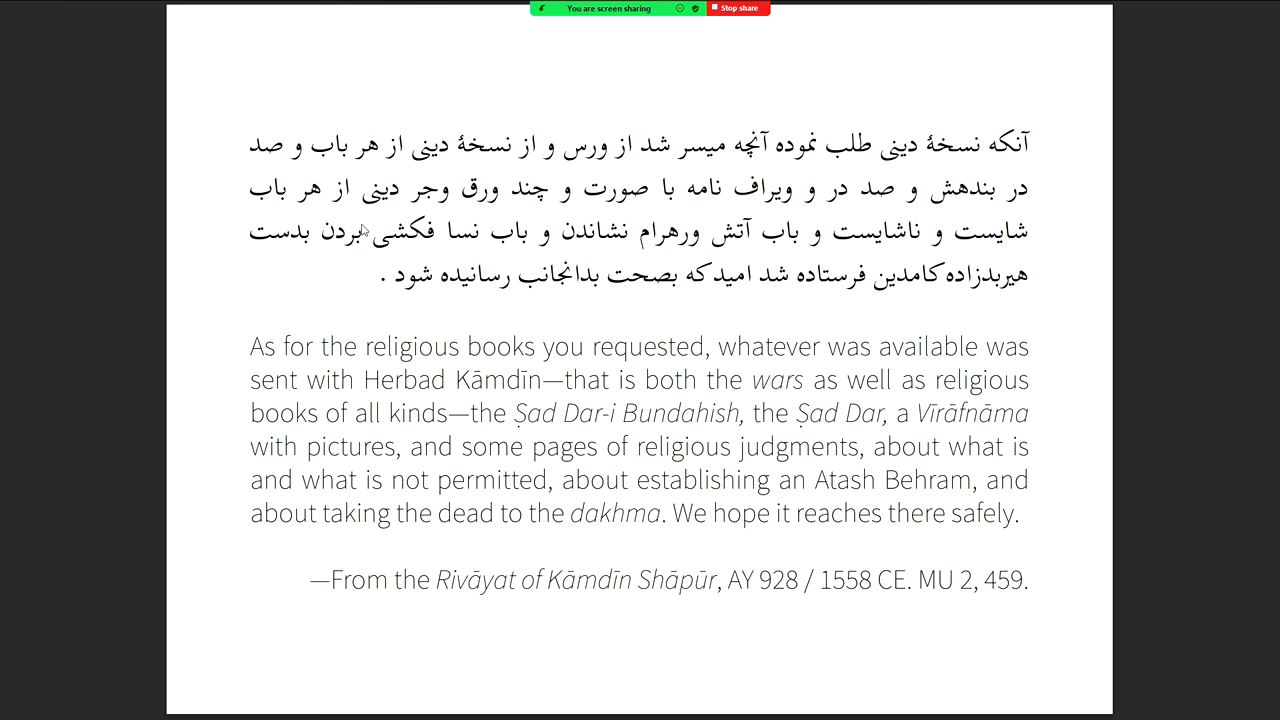 You are screen sharing
Stop share
آنکه نسخهٔ دینی طلب نموده آنچه میسر شد از ورس و از نسخهٔ دینی از هر باب و صد
در بندهش و صد در و ویراف نامه با صورت و چند ورق وجر دینی از هر باب
شایست و ناشایست و باب آتش ورهرام نشاندن و باب نسا فکشی بردن بدست
هیربدزاده کامدین فرستاده شد امید که بصحت بدانجانب رسانیده شود .
As for the religious books you requested, whatever was available was
sent with Herbad Kāmdīn—that is both the wars as well as religious
books of all kinds—the Ṣad Dar-i Bundahish, the Ṣad Dar, a Vīrāfnāma
with pictures, and some pages of religious judgments, about what is
and what is not permitted, about establishing an Atash Behram, and
about taking the dead to the dakhma. We hope it reaches there safely.
—From the Rivāyat of Kāmdīn Shāpūr, AY 928 / 1558 CE. MU 2, 459.